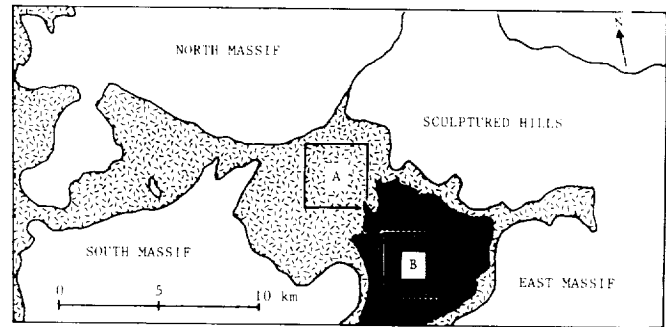 NORTH MASSIF
N
SCULPTURED HILLS
A
SOUTH MASSIF
B
EAST MASSIF
0 5 10 km